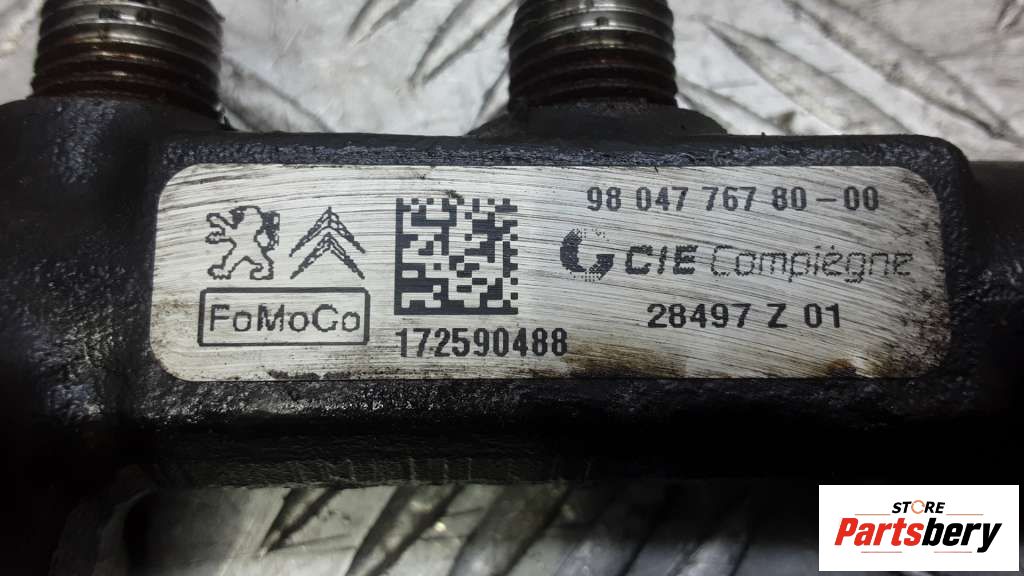 98 047 767 80-00
CIE Compiègne
28497 Z 01
FoMoCo
172590488
STORE
Partsbery